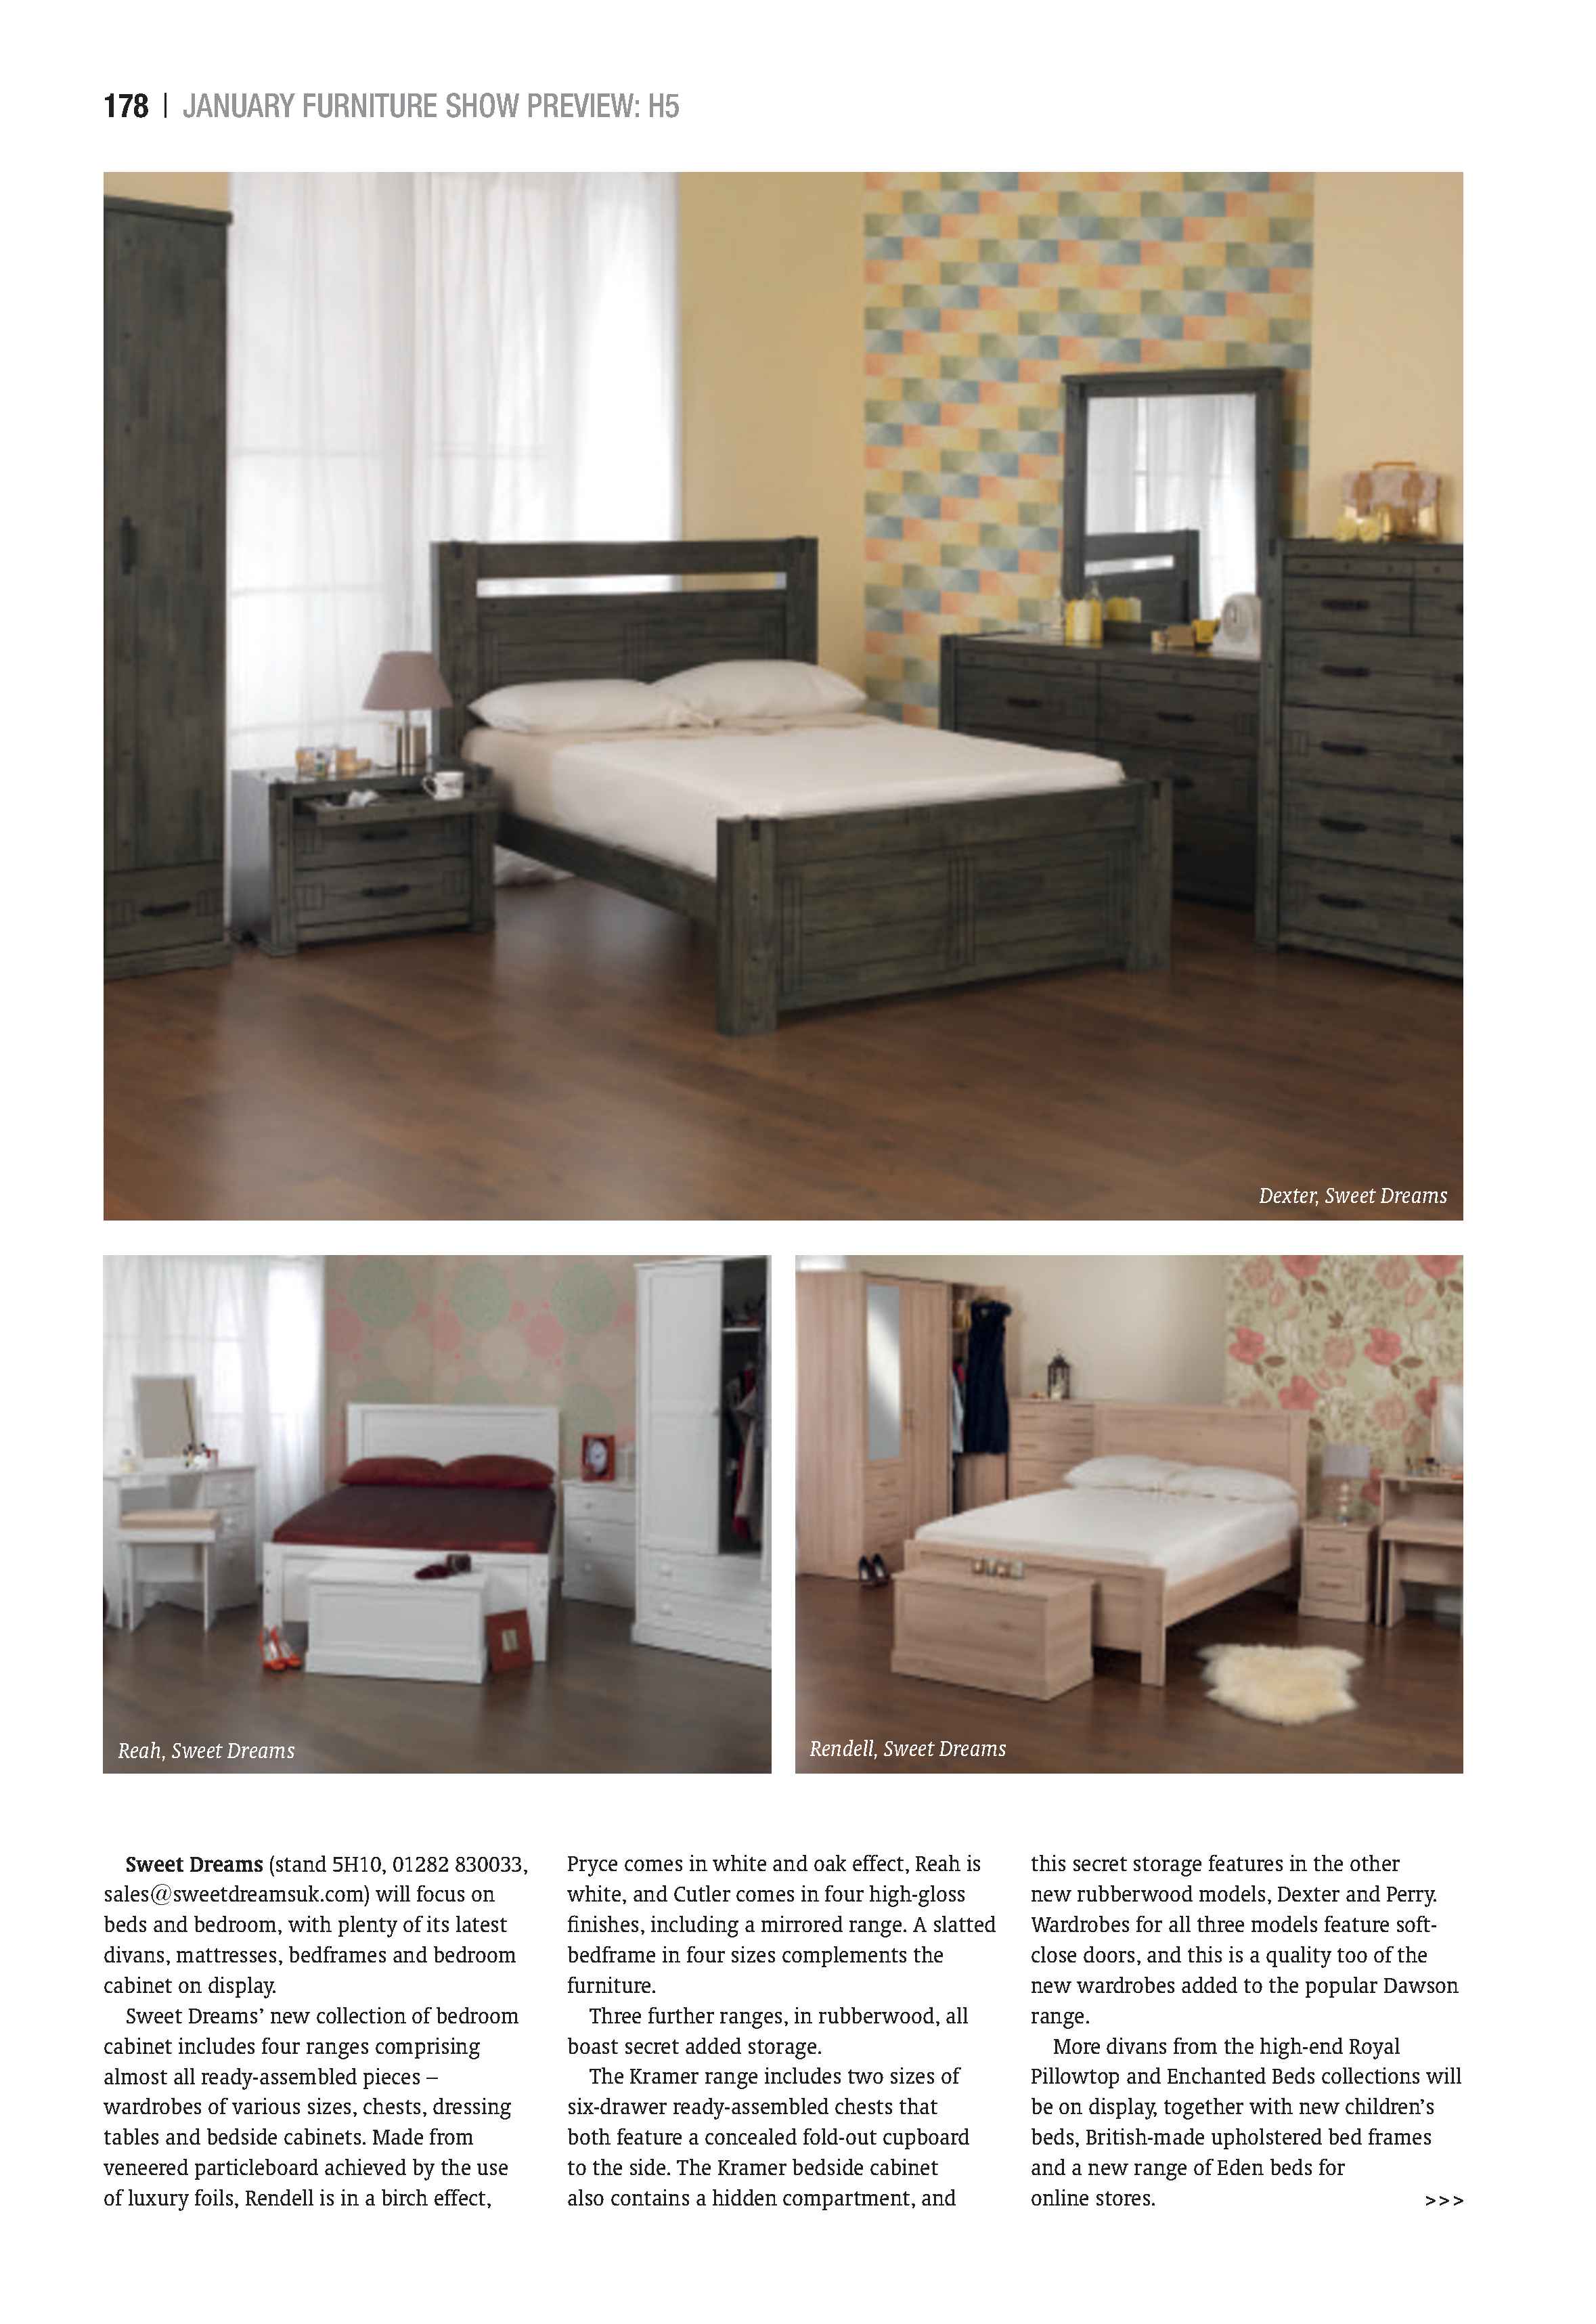 178 | JANUARY FURNITURE SHOW PREVIEW: H5
Dexter, Sweet Dreams
Reah, Sweet Dreams
Rendell, Sweet Dreams
Sweet Dreams (stand 5H10, 01282 830033,
sales@sweetdreamsuk.com) will focus on
beds and bedroom, with plenty of its latest
divans, mattresses, bedframes and bedroom
cabinet on display.
Sweet Dreams’ new collection of bedroom
cabinet includes four ranges comprising
almost all ready-assembled pieces –
wardrobes of various sizes, chests, dressing
tables and bedside cabinets. Made from
veneered particleboard achieved by the use
of luxury foils, Rendell is in a birch effect,
Pryce comes in white and oak effect, Reah is
white, and Cutler comes in four high-gloss
finishes, including a mirrored range. A slatted
bedframe in four sizes complements the
furniture.
Three further ranges, in rubberwood, all
boast secret added storage.
The Kramer range includes two sizes of
six-drawer ready-assembled chests that
both feature a concealed fold-out cupboard
to the side. The Kramer bedside cabinet
also contains a hidden compartment, and
this secret storage features in the other
new rubberwood models, Dexter and Perry.
Wardrobes for all three models feature soft-
close doors, and this is a quality too of the
new wardrobes added to the popular Dawson
range.
More divans from the high-end Royal
Pillowtop and Enchanted Beds collections will
be on display, together with new children’s
beds, British-made upholstered bed frames
and a new range of Eden beds for
online stores. >>>